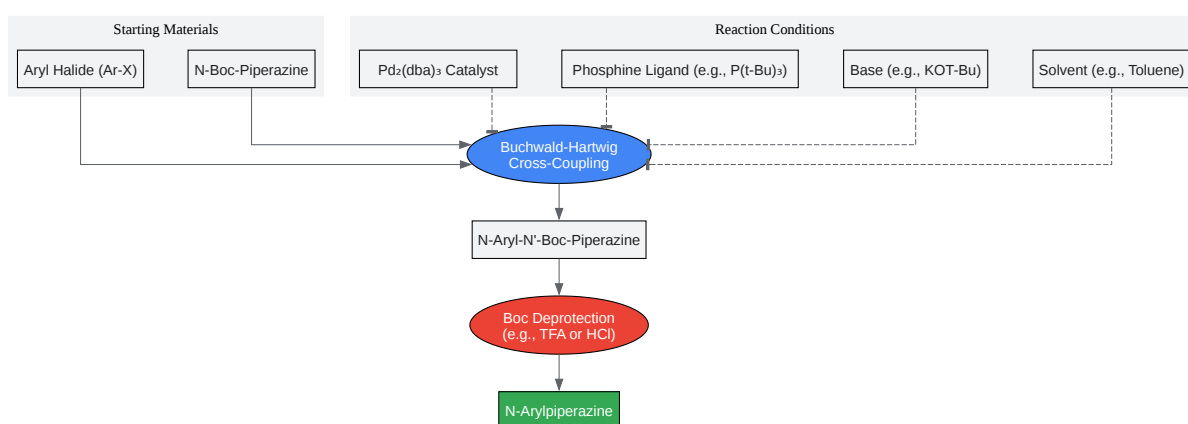 Starting Materials
Reaction Conditions
Aryl Halide (Ar-X)
N-Boc-Piperazine
Pd₂(dba)₃ Catalyst
Phosphine Ligand (e.g., P(t-Bu)₃)
Base (e.g., KOT-Bu)
Solvent (e.g., Toluene)
Buchwald-Hartwig
Cross-Coupling
N-Aryl-N'-Boc-Piperazine
Boc Deprotection
(e.g., TFA or HCl)
N-Arylpiperazine